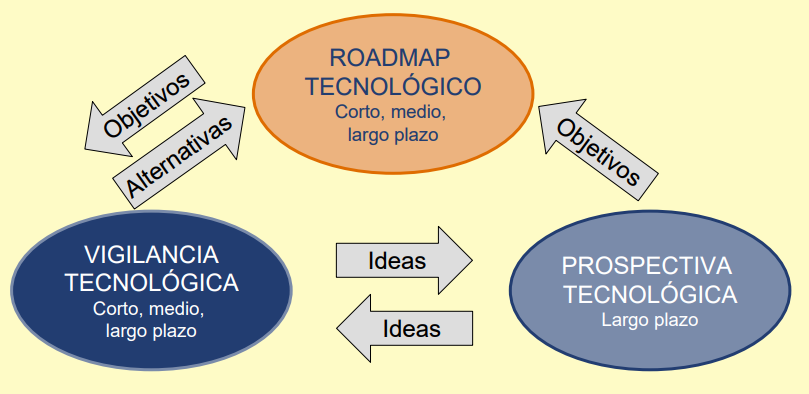 ROADMAP
TECNOLÓGICO
Corto, medio,
largo plazo
Objetivos
Alternativas
Objetivos
VIGILANCIA
TECNOLÓGICA
Corto, medio,
largo plazo
Ideas
Ideas
PROSPECTIVA
TECNOLÓGICA
Largo plazo